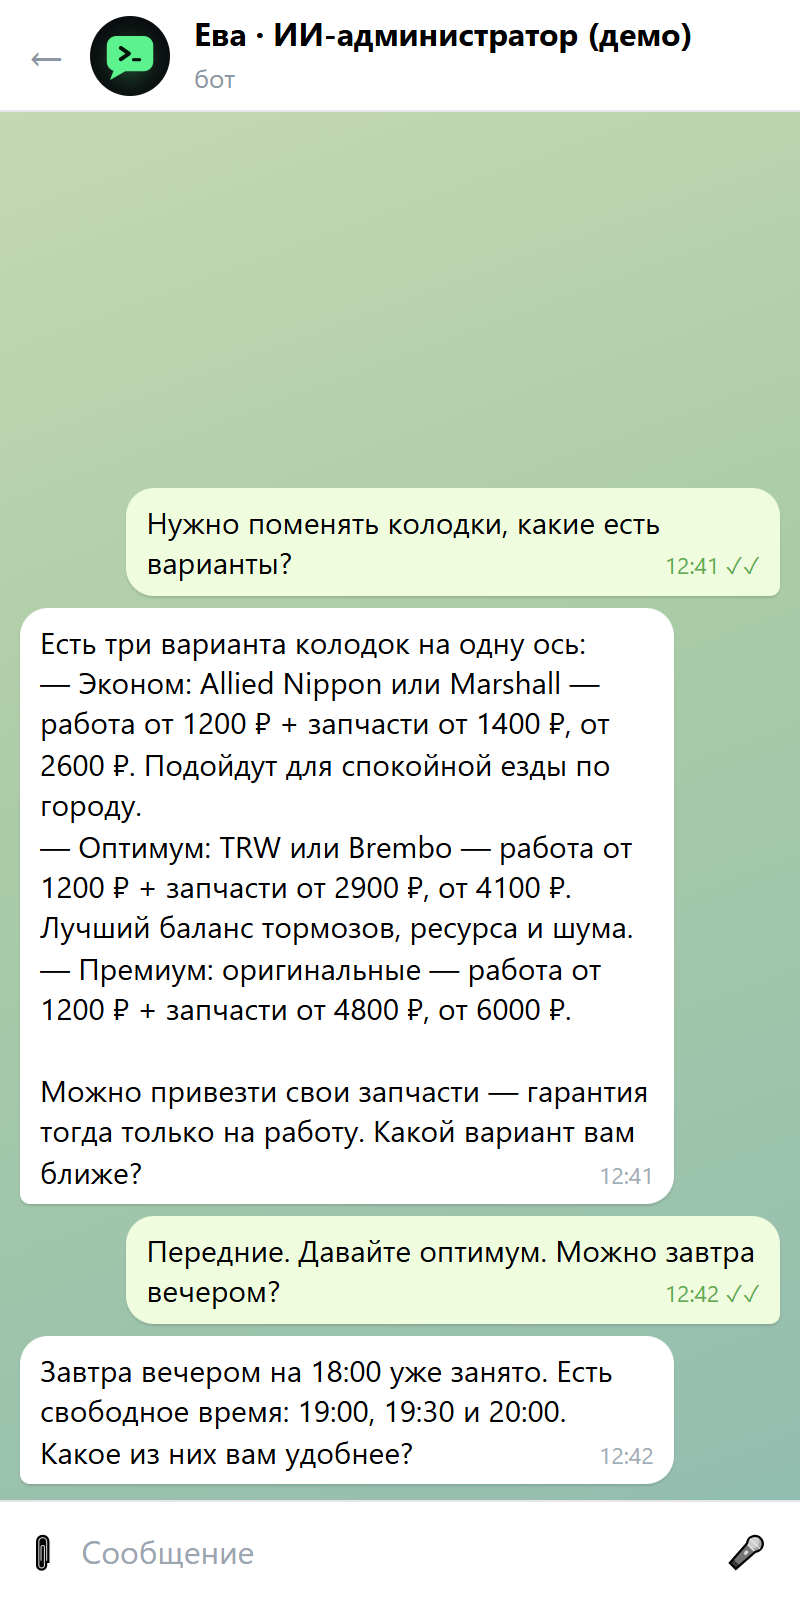 Ева · ИИ-администратор (демо)
бот
Нужно поменять колодки, какие есть
варианты?
12:41 ✓✓
Есть три варианта колодок на одну ось:
— Эконом: Allied Nippon или Marshall —
работа от 1200 ₽ + запчасти от 1400 ₽, от
2600 ₽. Подойдут для спокойной езды по
городу.
— Оптимум: TRW или Brembo — работа от
1200 ₽ + запчасти от 2900 ₽, от 4100 ₽.
Лучший баланс тормозов, ресурса и шума.
— Премиум: оригинальные — работа от
1200 ₽ + запчасти от 4800 ₽, от 6000 ₽.
Можно привезти свои запчасти — гарантия
тогда только на работу. Какой вариант вам
ближе?
12:41
Передние. Давайте оптимум. Можно завтра
вечером?
12:42 ✓✓
Завтра вечером на 18:00 уже занято. Есть
свободное время: 19:00, 19:30 и 20:00.
Какое из них вам удобнее?
12:42
Сообщение